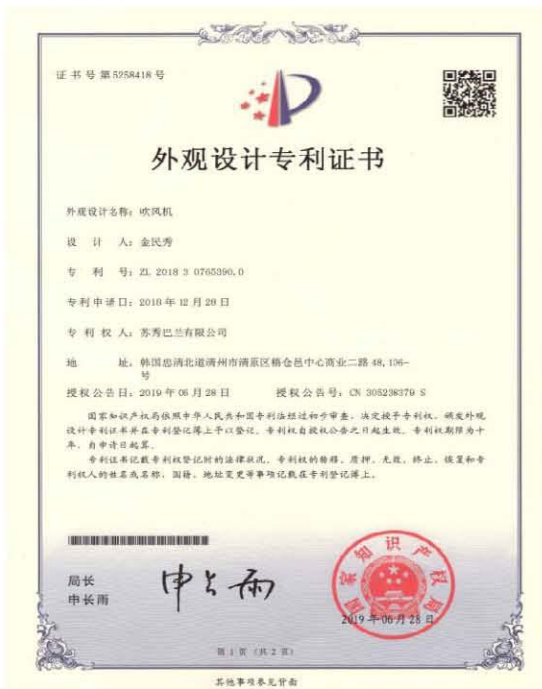 证书号第5258418号
外观设计专利证书
外观设计名称：吹风机
设计人：金民秀
专利号：ZL 2018 3 0765390.0
专利申请日：2018年12月28日
专利权人：苏秀巴兰有限公司
地址：韩国忠清北道清州市清原区梧仓邑中心商业二路48,106-
号
授权公告日：2019年06月28日 授权公告号：CN 305238379 S
国家知识产权局依照中华人民共和国专利法经过初步审查，决定授予专利权，颁发外观
设计专利证书并在专利登记簿上予以登记。专利权自授权公告之日起生效。专利权期限为十
年，自申请日起算。
专利证书记载专利权登记时的法律状况。专利权的转移、质押、无效、终止、恢复和专
利权人的姓名或名称、国籍、地址变更等事项记载在专利登记簿上。
局长
申长雨
申长雨
国家知识产权局
2019年06月28日
第1页（共2页）
其他事项参见背面